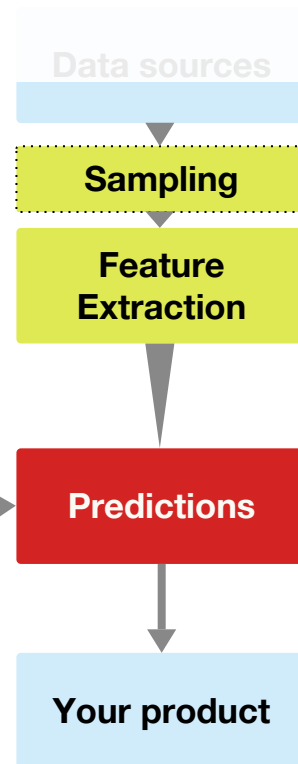 Data sources
Sampling
Feature
Extraction
Predictions
Your product